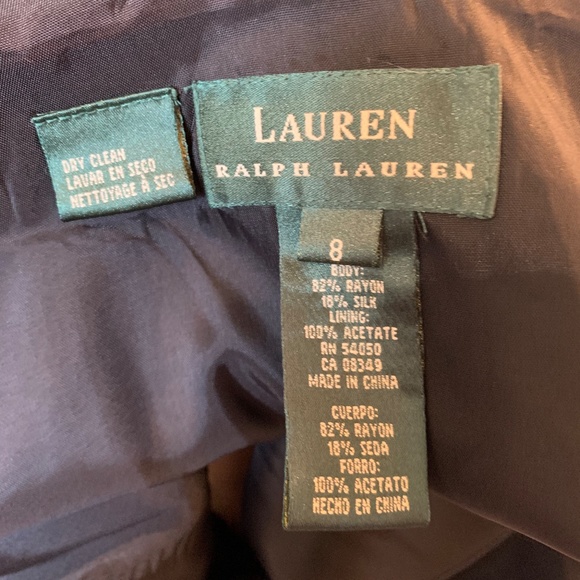 DRY CLEAN
LAVAR EN SECO
NETTOYAGE À SEC
LAUREN
RALPH LAUREN
8
BODY:
82% RAYON
18% SILK
LINING:
100% ACETATE
RN 54050
CA 08349
MADE IN CHINA
CUERPO:
82% RAYON
18% SEDA
FORRO:
100% ACETATO
HECHO EN CHINA